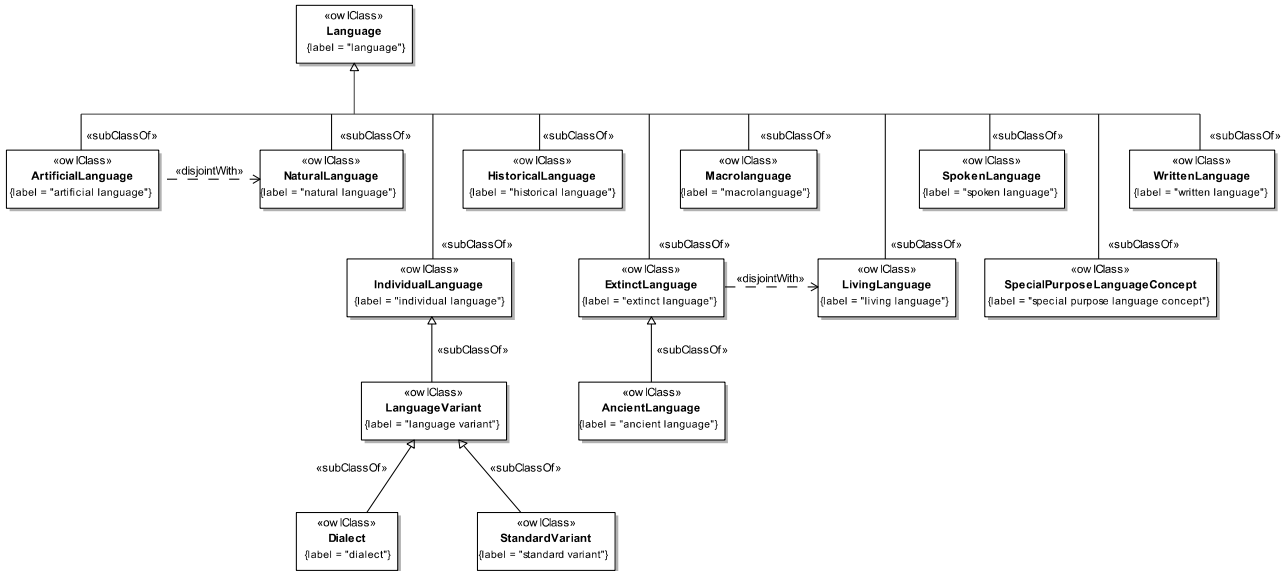 «owlClass»
Language
{label = "language"}
«subClassOf» «subClassOf» «subClassOf» «subClassOf» «subClassOf» «subClassOf»
«owlClass» «owlClass» «owlClass» «owlClass» «owlClass» «owlClass»
ArtificialLanguage «disjointWith» NaturalLanguage HistoricalLanguage Macrolanguage SpokenLanguage WrittenLanguage
{label = "artificial language"} {label = "natural language"} {label = "historical language"} {label = "macrolanguage"} {label = "spoken language"} {label = "written language"}
«subClassOf» «subClassOf» «subClassOf» «subClassOf»
«owlClass» «owlClass» «owlClass» «owlClass»
IndividualLanguage ExtinctLanguage «disjointWith» LivingLanguage SpecialPurposeLanguageConcept
{label = "individual language"} {label = "extinct language"} {label = "living language"} {label = "special purpose language concept"}
«subClassOf» «subClassOf»
«owlClass» «owlClass»
LanguageVariant AncientLanguage
{label = "language variant"} {label = "ancient language"}
«subClassOf» «subClassOf»
«owlClass» «owlClass»
Dialect StandardVariant
{label = "dialect"} {label = "standard variant"}